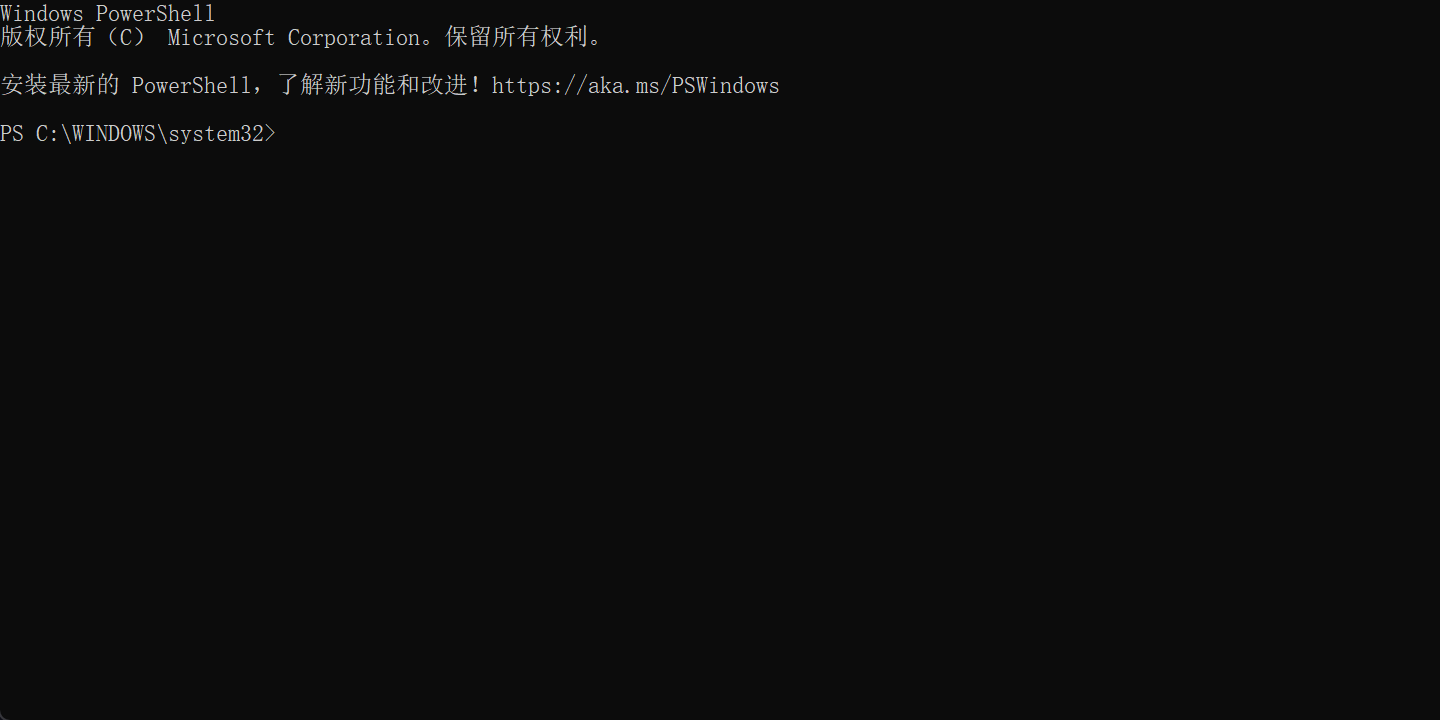 Windows PowerShell
版权所有（C） Microsoft Corporation。保留所有权利。
安装最新的 PowerShell，了解新功能和改进！https://aka.ms/PSWindows
PS C:\WINDOWS\system32>